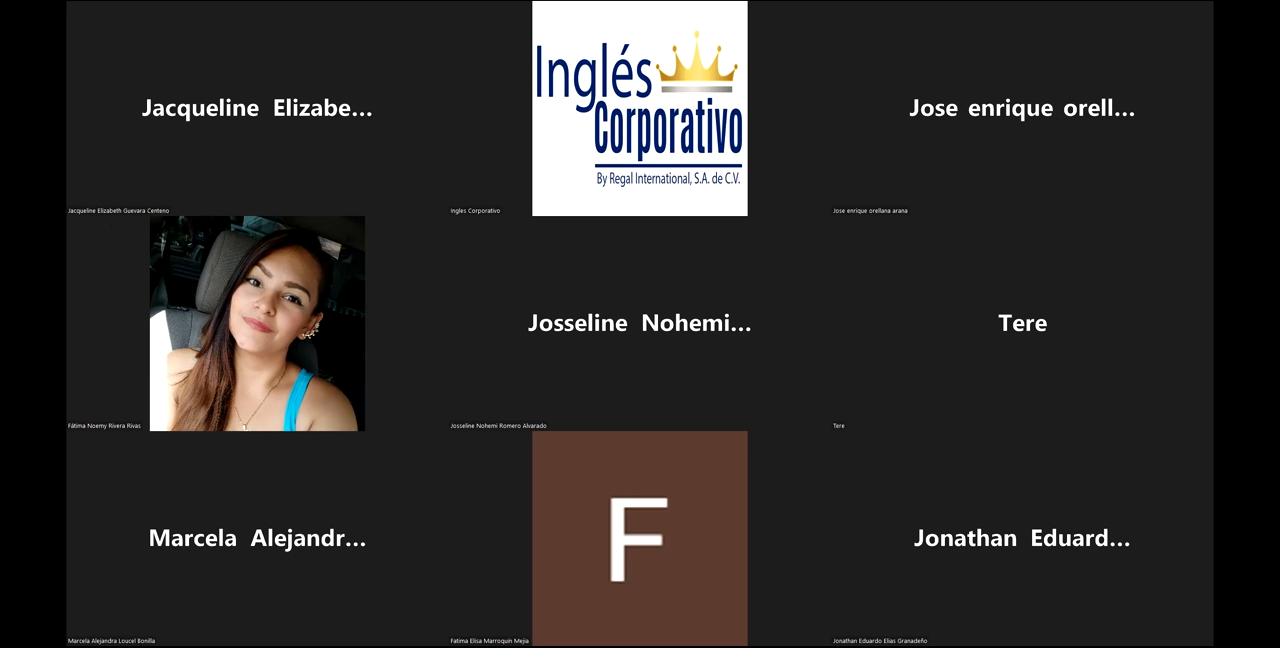 Jacqueline Elizabe...
Jacqueline Elizabeth Guevara Centeno
Inglés
Corporativo
By Regal International, S.A. de C.V.
Ingles Corporativo
Jose enrique orell...
Jose enrique orellana arana
Fátima Noemy Rivera Rivas
Josseline Nohemi...
Josseline Nohemi Romero Alvarado
Tere
Tere
Marcela Alejandr...
Marcela Alejandra Loucel Bonilla
F
Fatima Elisa Marroquin Mejia
Jonathan Eduard...
Jonathan Eduardo Elias Granadeño